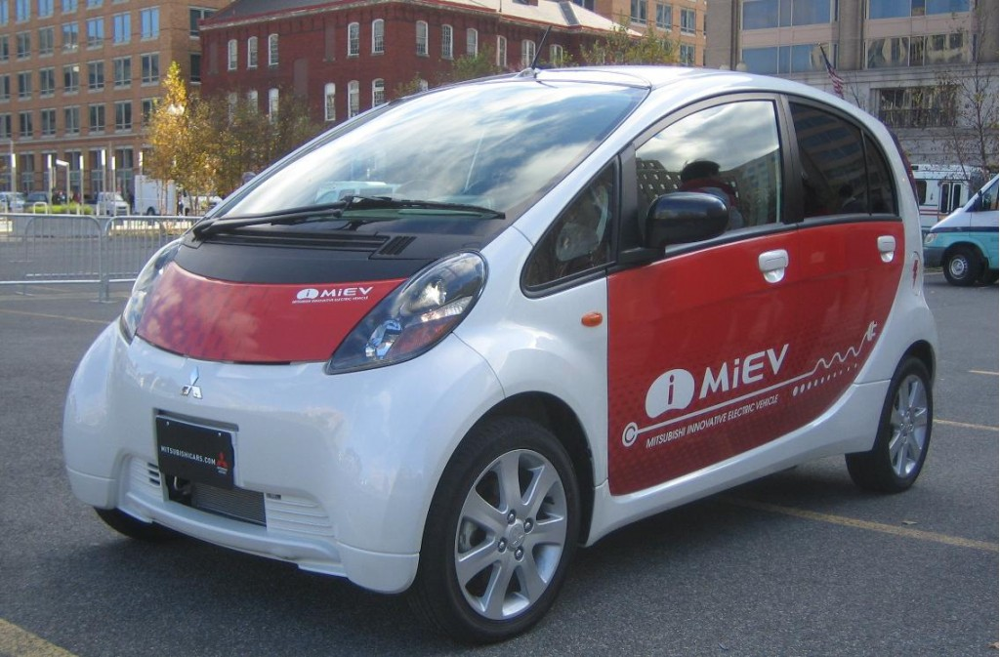 i MiEV
MITSUBISHI INNOVATIVE ELECTRIC VEHICLE
MITSUBISHICARS.COM
i MiEV
MITSUBISHI INNOVATIVE ELECTRIC VEHICLE